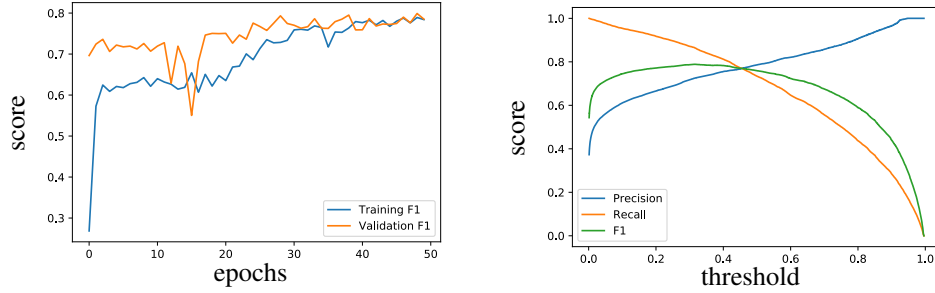 0.8
0.7
0.6
0.5
0.4
0.3
score
0 10 20 30 40 50
epochs
Training F1
Validation F1
1.0
0.8
0.6
0.4
0.2
0.0
score
0.0 0.2 0.4 0.6 0.8 1.0
threshold
Precision
Recall
F1